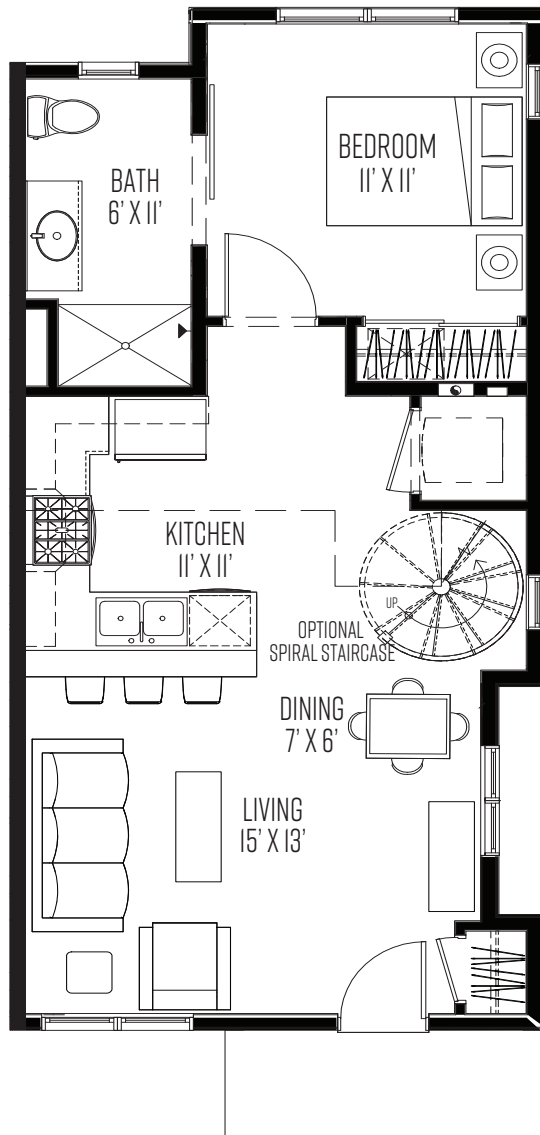 BEDROOM
11' X 11'
BATH
6' X 11'
KITCHEN
11' X 11'
UP
OPTIONAL
SPIRAL STAIRCASE
DINING
7' X 6'
LIVING
15' X 13'